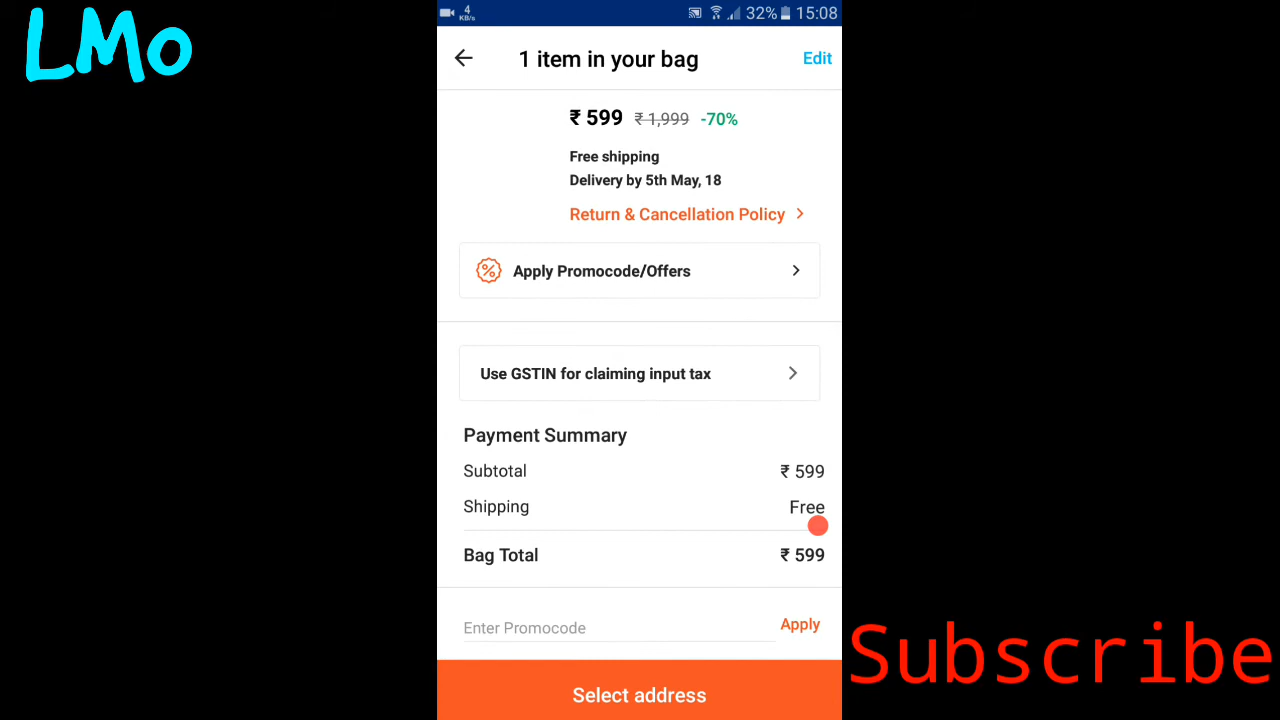 LMo
4
KB/s
32% 15:08
1 item in your bag
Edit
₹ 599 ₹ 1,999 -70%
Free shipping
Delivery by 5th May, 18
Return & Cancellation Policy
Apply Promocode/Offers
Use GSTIN for claiming input tax
Payment Summary
Subtotal ₹ 599
Shipping Free
Bag Total ₹ 599
Enter Promocode Apply
Select address
Subscribe